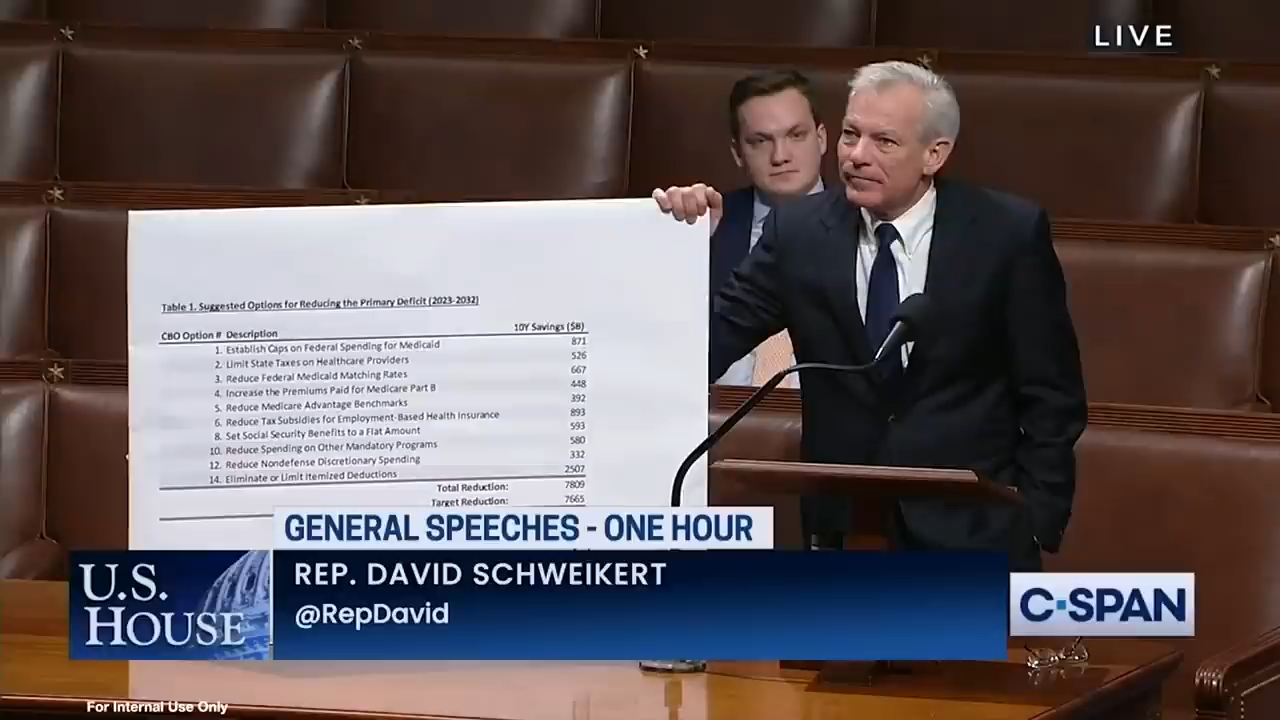 LIVE
Table 1. Suggested Options for Reducing the Primary Deficit (2023-2032)
CBO Option # Description 10Y Savings ($B)
1. Establish Caps on Federal Spending for Medicaid 871
2. Limit State Taxes on Healthcare Providers 526
3. Reduce Federal Medicaid Matching Rates 667
4. Increase the Premiums Paid for Medicare Part B 448
5. Reduce Medicare Advantage Benchmarks 392
6. Reduce Tax Subsidies for Employment-Based Health Insurance 893
8. Set Social Security Benefits to a Flat Amount 593
10. Reduce Spending on Other Mandatory Programs 580
12. Reduce Nondefense Discretionary Spending 332
14. Eliminate or Limit Itemized Deductions 2507
Total Reduction: 7809
Target Reduction: 7665
GENERAL SPEECHES - ONE HOUR
U.S. HOUSE
REP. DAVID SCHWEIKERT
@RepDavid
C-SPAN
For Internal Use Only